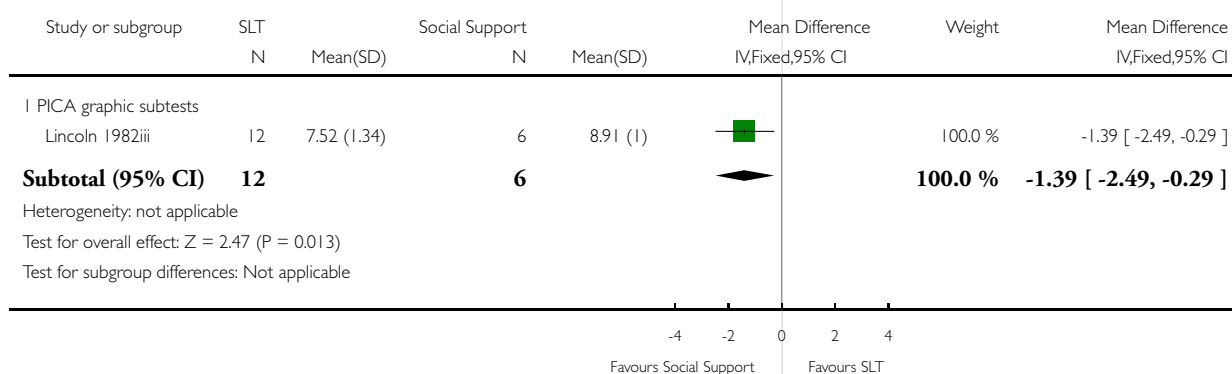 Study or subgroup SLT Social Support Mean Difference Weight Mean Difference
N Mean(SD) N Mean(SD) IV,Fixed,95% CI IV,Fixed,95% CI
1 PICA graphic subtests
Lincoln 1982iii 12 7.52 (1.34) 6 8.91 (1) 100.0 % -1.39 [ -2.49, -0.29 ]
Subtotal (95% CI) 12 6 100.0 % -1.39 [ -2.49, -0.29 ]
Heterogeneity: not applicable
Test for overall effect: Z = 2.47 (P = 0.013)
Test for subgroup differences: Not applicable
-4 -2 0 2 4
Favours Social Support Favours SLT